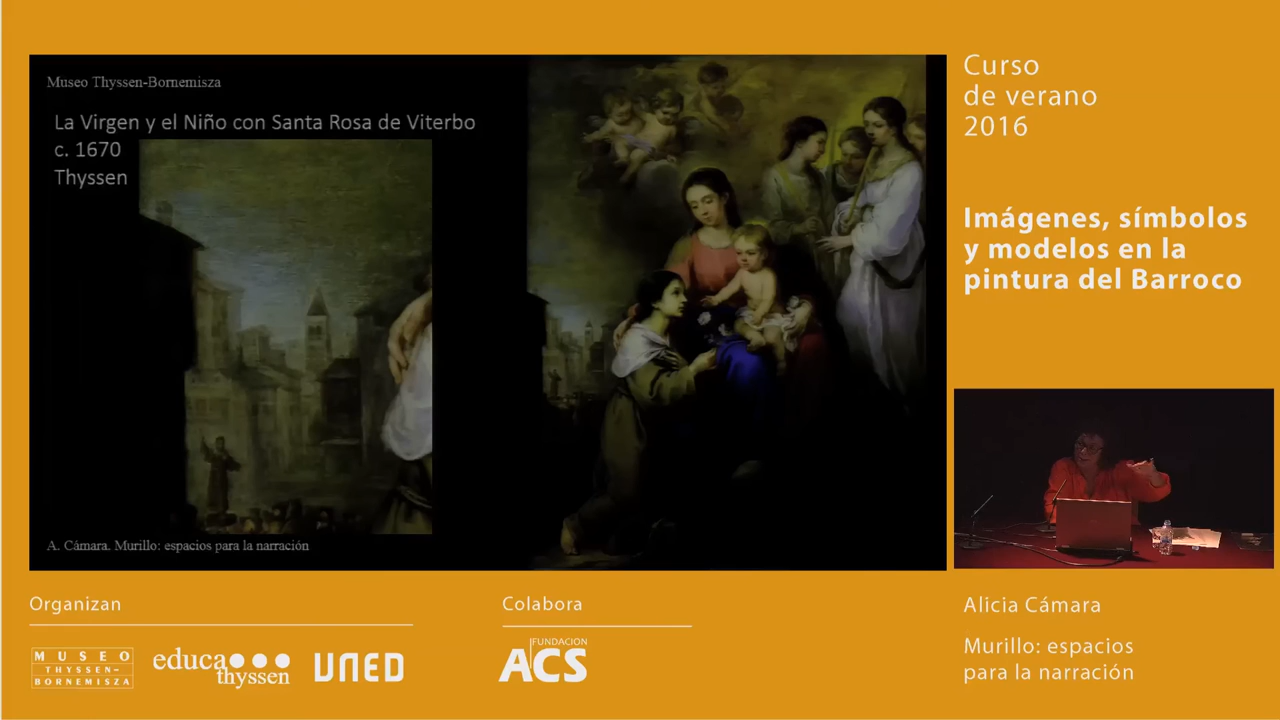 Museo Thyssen-Bornemisza
La Virgen y el Niño con Santa Rosa de Viterbo
c. 1670
Thyssen
A. Cámara. Murillo: espacios para la narración
Curso
de verano
2016
Imágenes, símbolos
y modelos en la
pintura del Barroco
Alicia Cámara
Murillo: espacios
para la narración
Organizan
MUSEO
THYSSEN-
BORNEMISZA
educa
thyssen
UNED
Colabora
FUNDACION
ACS